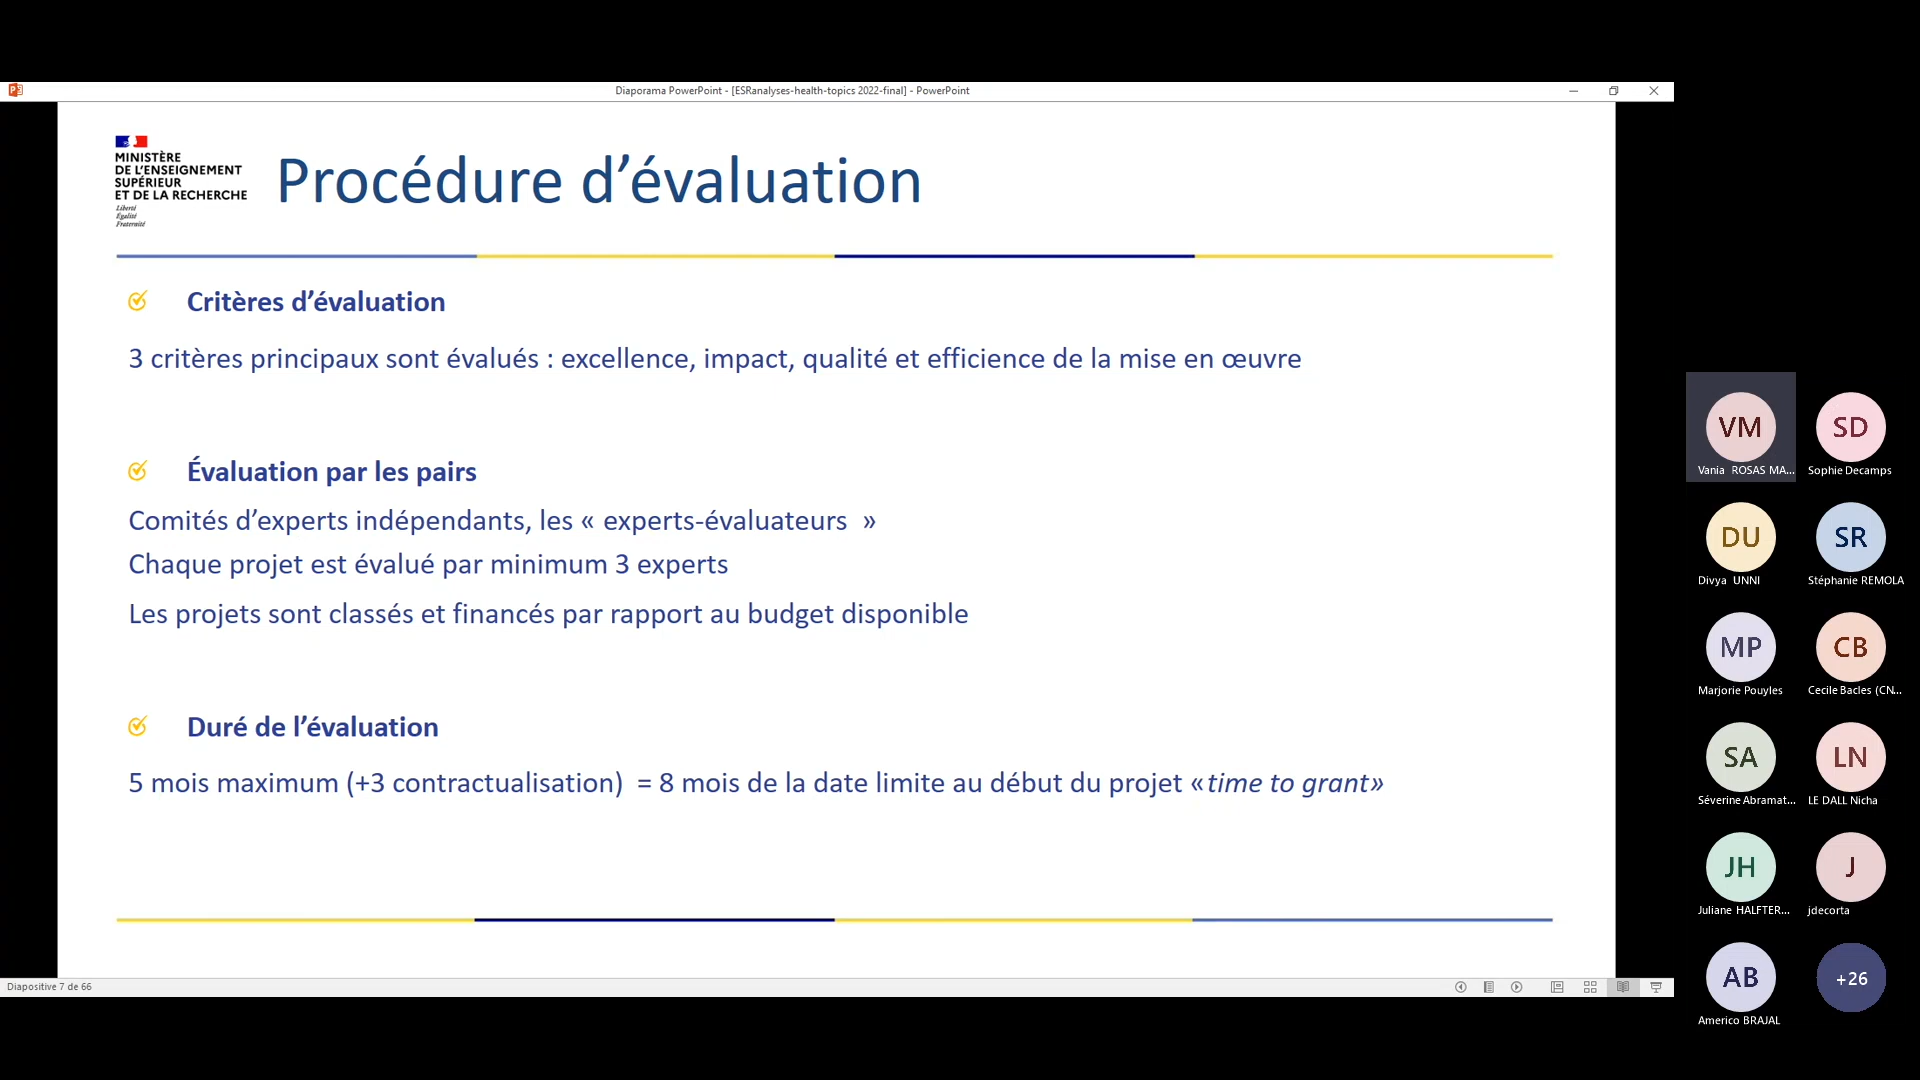 Diaporama PowerPoint - [ESRanalyses-health-topics 2022-final] - PowerPoint
MINISTÈRE
DE L'ENSEIGNEMENT
SUPÉRIEUR
ET DE LA RECHERCHE
Liberté
Égalité
Fraternité
Procédure d’évaluation
Critères d’évaluation
3 critères principaux sont évalués : excellence, impact, qualité et efficience de la mise en œuvre
Évaluation par les pairs
Comités d’experts indépendants, les « experts-évaluateurs  »
Chaque projet est évalué par minimum 3 experts
Les projets sont classés et financés par rapport au budget disponible
Duré de l’évaluation
5 mois maximum (+3 contractualisation)  = 8 mois de la date limite au début du projet «time to grant»
Diapositive 7 de 66
VM
Vania ROSAS MA...
SD
Sophie Decamps
DU
Divya UNNI
SR
Stéphanie REMOLA
MP
Marjorie Pouyles
CB
Cecile Bacles (CN...
SA
Séverine Abramat...
LN
LE DALL Nicha
JH
Juliane HALFTER...
J
jdecorta
AB
Americo BRAJAL
+26